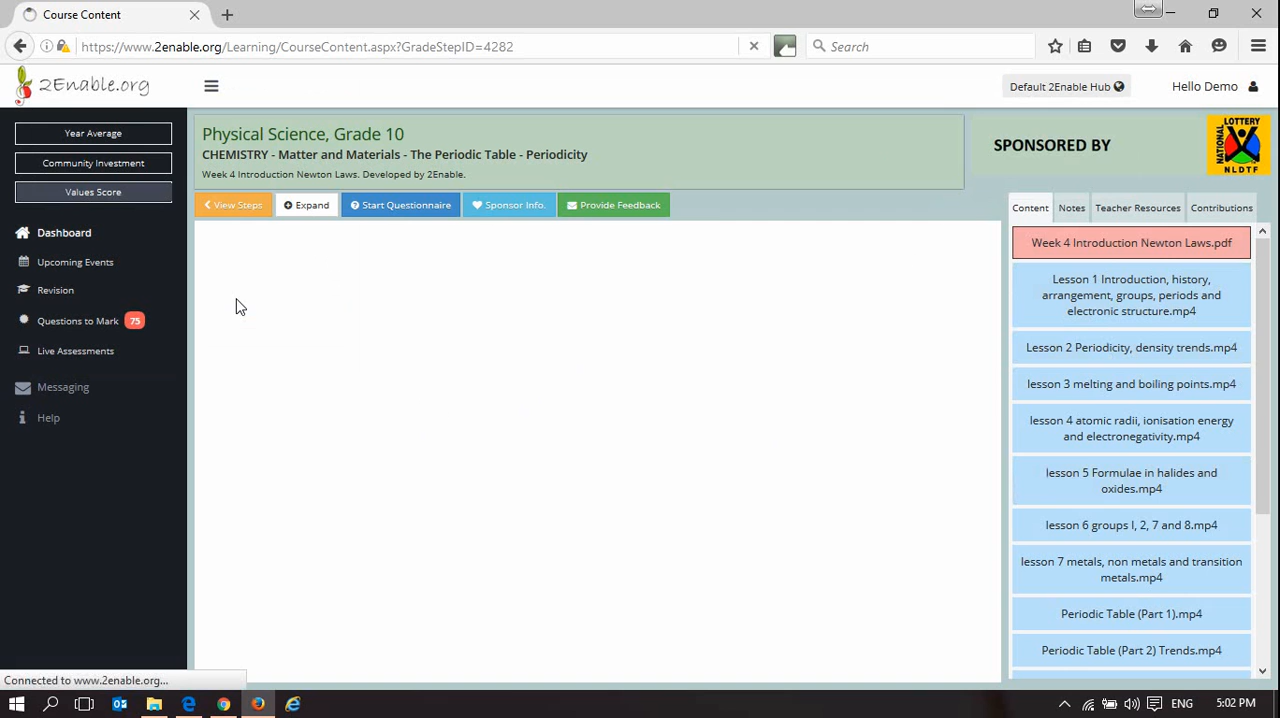 Course Content
https://www.2enable.org/Learning/CourseContent.aspx?GradeStepID=4282
Search
2Enable.org
Default 2Enable Hub
Hello Demo
Year Average
Community Investment
Values Score
Dashboard
Upcoming Events
Revision
Questions to Mark 75
Live Assessments
Messaging
Help
Physical Science, Grade 10
CHEMISTRY - Matter and Materials - The Periodic Table - Periodicity
Week 4 Introduction Newton Laws. Developed by 2Enable.
SPONSORED BY
NATIONAL LOTTERY
NLDTF
View Steps
Expand
Start Questionnaire
Sponsor Info.
Provide Feedback
Content
Notes
Teacher Resources
Contributions
Week 4 Introduction Newton Laws.pdf
Lesson 1 Introduction, history,
arrangement, groups, periods and
electronic structure.mp4
Lesson 2 Periodicity, density trends.mp4
lesson 3 melting and boiling points.mp4
lesson 4 atomic radii, ionisation energy
and electronegativity.mp4
lesson 5 Formulae in halides and
oxides.mp4
lesson 6 groups I, 2, 7 and 8.mp4
lesson 7 metals, non metals and transition
metals.mp4
Periodic Table (Part 1).mp4
Periodic Table (Part 2) Trends.mp4
Connected to www.2enable.org...
ENG
5:02 PM